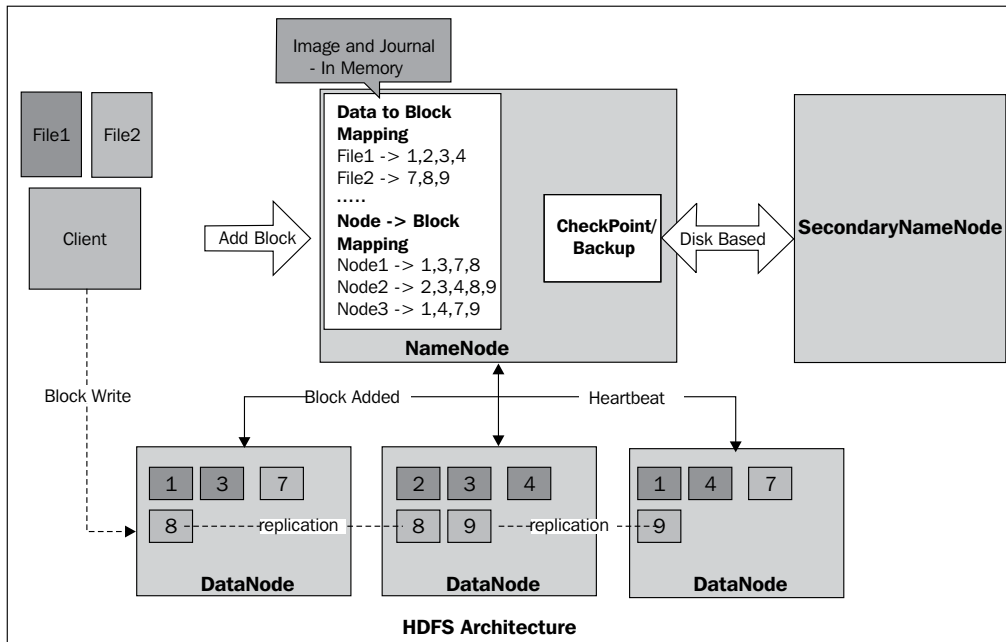 Image and Journal
- In Memory
File1
File2
Client
Add Block
Data to Block
Mapping
File1 -> 1,2,3,4
File2 -> 7,8,9
.....
Node -> Block
Mapping
Node1 -> 1,3,7,8
Node2 -> 2,3,4,8,9
Node3 -> 1,4,7,9
NameNode
CheckPoint/
Backup
Disk Based
SecondaryNameNode
Block Write
Block Added
Heartbeat
1 3 7
8
DataNode
replication
2 3 4
8 9
DataNode
replication
1 4 7
9
DataNode
HDFS Architecture